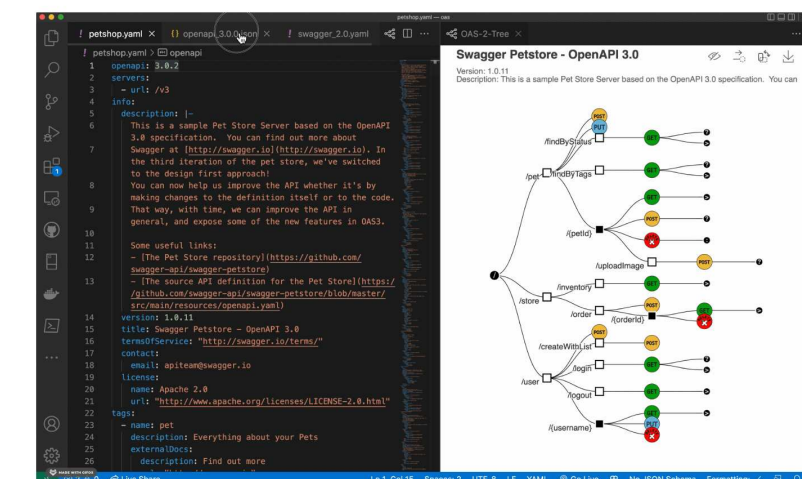 petshop.yaml — oas
! petshop.yaml × {} openapi_3.0.0.json × ! swagger_2.0.yaml ··· OAS-2-Tree ×
! petshop.yaml > openapi
1 openapi: 3.0.2
2 servers:
3 - url: /v3
4 info:
5 description: |-
6 This is a sample Pet Store Server based on the OpenAPI
3.0 specification. You can find out more about
7 Swagger at [http://swagger.io](http://swagger.io). In
the third iteration of the pet store, we've switched
to the design first approach!
8 You can now help us improve the API whether it's by
making changes to the definition itself or to the code.
9 That way, with time, we can improve the API in
general, and expose some of the new features in OAS3.
10
11 Some useful links:
12 - [The Pet Store repository](https://github.com/
swagger-api/swagger-petstore)
13 - [The source API definition for the Pet Store](https:/
/github.com/swagger-api/swagger-petstore/blob/master/
src/main/resources/openapi.yaml)
14 version: 1.0.11
15 title: Swagger Petstore - OpenAPI 3.0
16 termsOfService: "http://swagger.io/terms/"
17 contact:
18 email: apiteam@swagger.io
19 license:
20 name: Apache 2.0
21 url: "http://www.apache.org/licenses/LICENSE-2.0.html"
22 tags:
23 - name: pet
24 description: Everything about your Pets
25 externalDocs:
26 description: Find out more
1
MADE WITH GIFOX
Live Share
Swagger Petstore - OpenAPI 3.0
Version: 1.0.11
Description: This is a sample Pet Store Server based on the OpenAPI 3.0 specification. You can
POST
PUT
/findByStatus GET ?
>
/pet /findByTags GET ?
>
GET >
POST ?
/{petId} X :
/uploadImage POST ?
/
/inventory GET >
/store POST
/order /{orderId} GET >
X
POST
/createWithList POST
/login GET ?
>
/user /logout GET >
GET >
/{username} PUT
X
Ln 1, Col 15 Spaces: 2 UTF-8 LF YAML Go Live No JSON Schema Formatting: